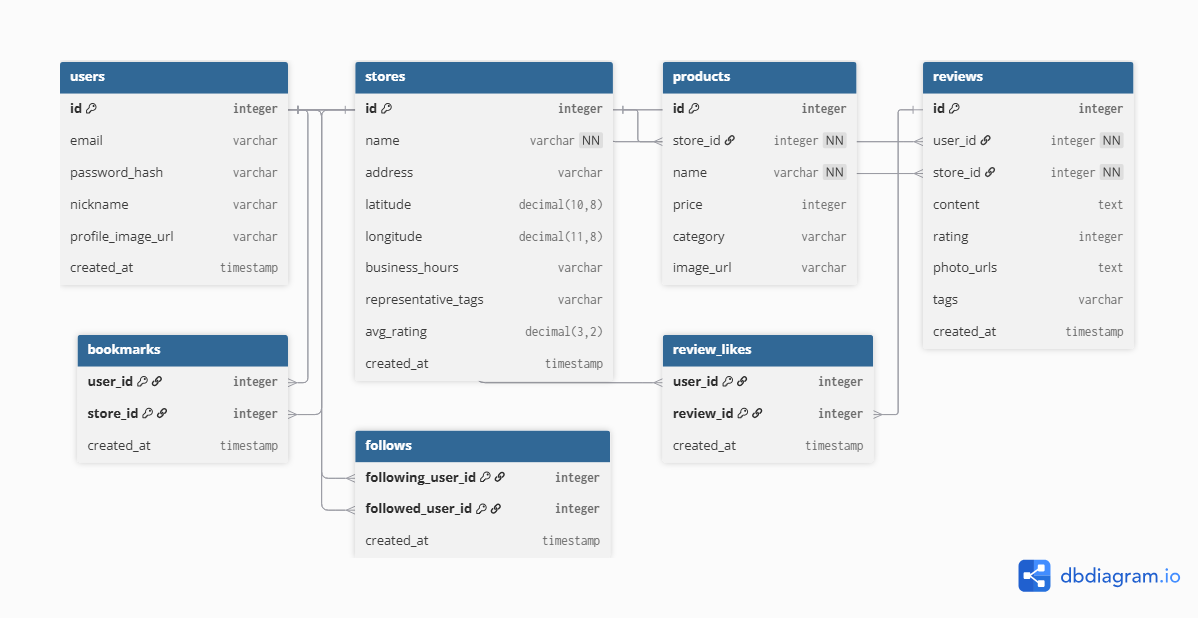 users
id integer
email varchar
password_hash varchar
nickname varchar
profile_image_url varchar
created_at timestamp
stores
id integer
name varchar NN
address varchar
latitude decimal(10,8)
longitude decimal(11,8)
business_hours varchar
representative_tags varchar
avg_rating decimal(3,2)
created_at timestamp
products
id integer
store_id integer NN
name varchar NN
price integer
category varchar
image_url varchar
reviews
id integer
user_id integer NN
store_id integer NN
content text
rating integer
photo_urls text
tags varchar
created_at timestamp
bookmarks
user_id integer
store_id integer
created_at timestamp
follows
following_user_id integer
followed_user_id integer
created_at timestamp
review_likes
user_id integer
review_id integer
created_at timestamp
dbdiagram.io